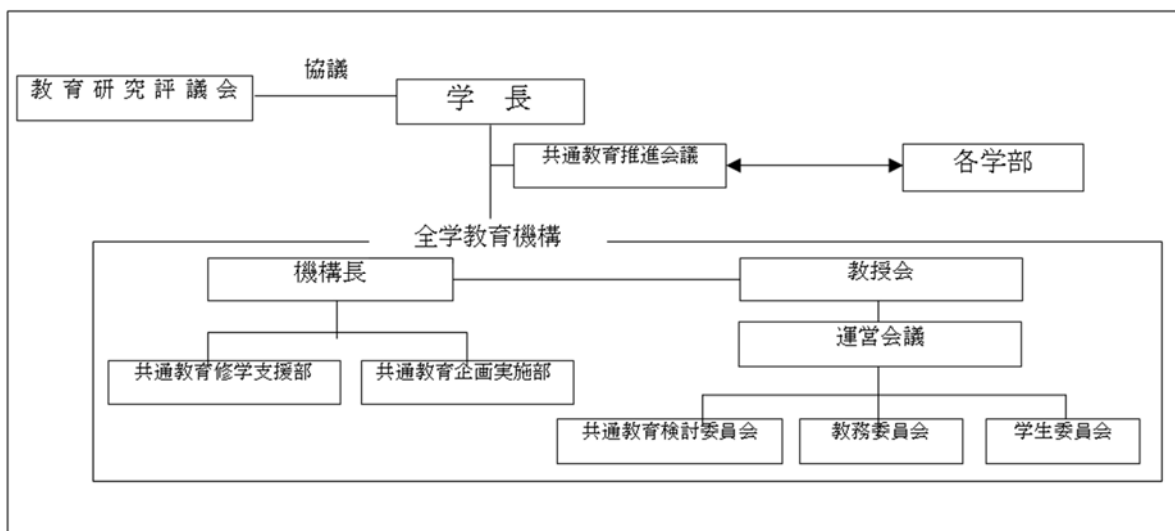 協議
教育研究評議会
学 長
共通教育推進会議
各学部
全学教育機構
機構長
教授会
運営会議
共通教育修学支援部
共通教育企画実施部
共通教育検討委員会
教務委員会
学生委員会